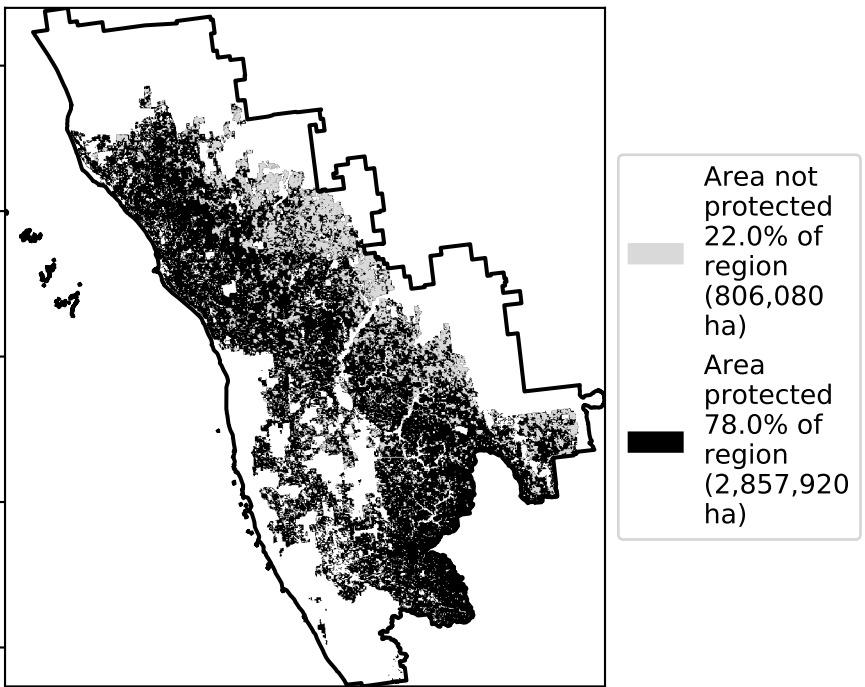 Area not
protected
22.0% of
region
(806,080
ha)
Area
protected
78.0% of
region
(2,857,920
ha)